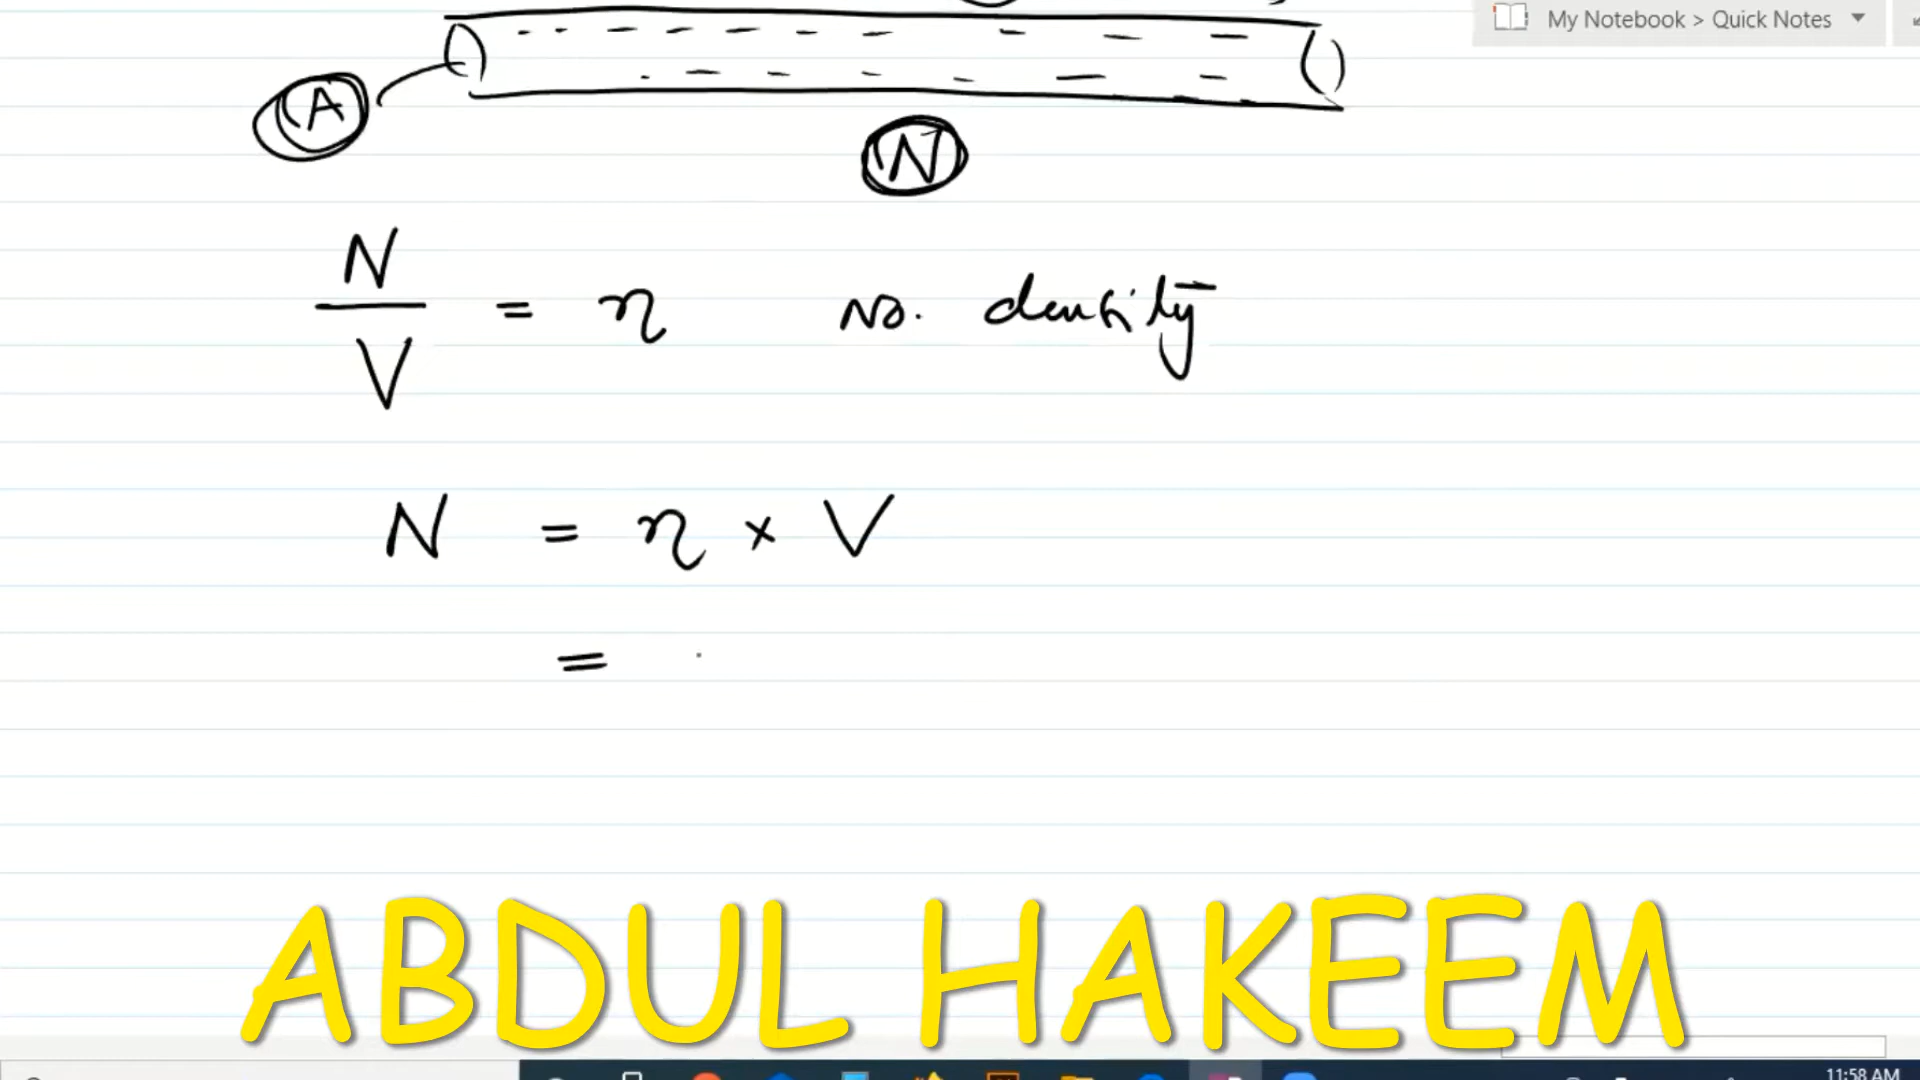 My Notebook > Quick Notes
A
N
N
V
= n no. density
N = n × V
=
ABDUL HAKEEM
11:58 AM